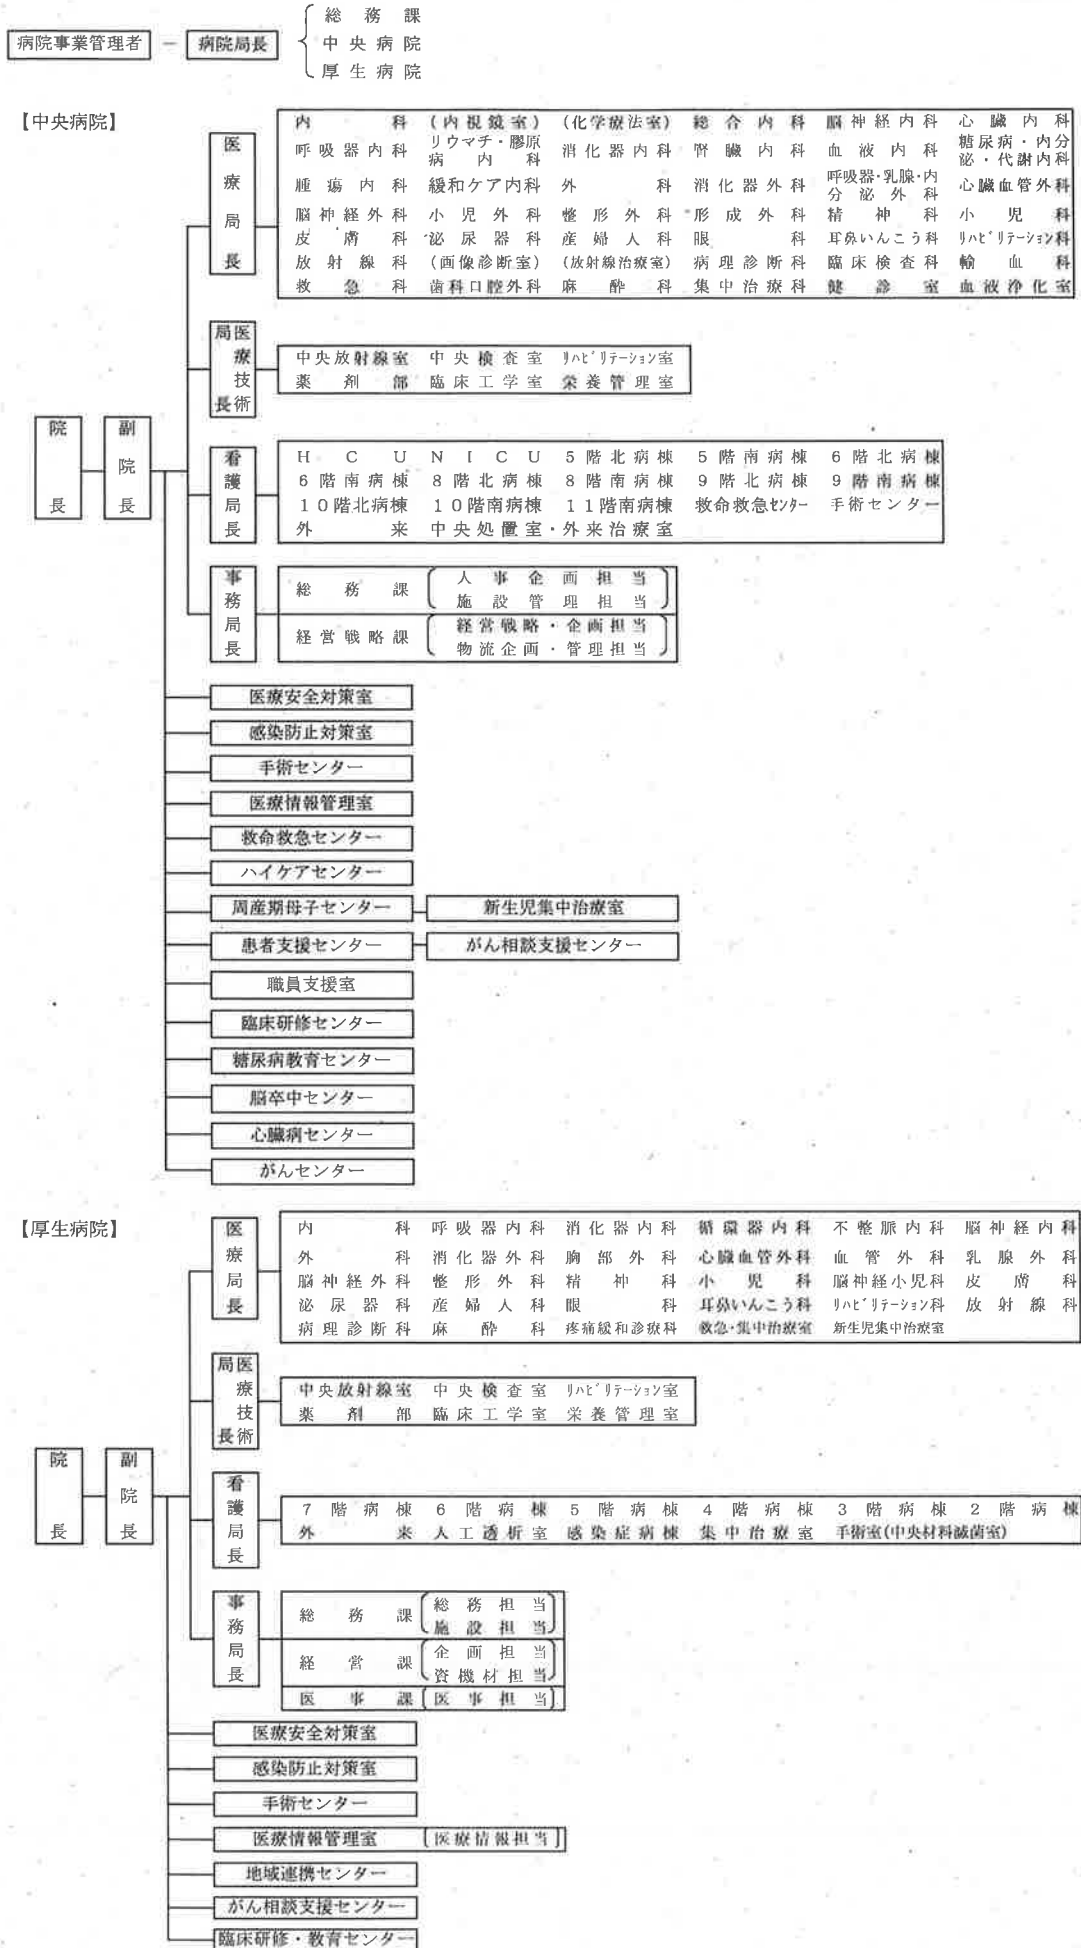 病院事業管理者 － 病院局長
総務課
中央病院
厚生病院
【中央病院】
医療局長
内科 (内視鏡室) (化学療法室) 総合内科 脳神経内科 心臓内科
呼吸器内科 リウマチ・膠原病内科 消化器内科 腎臓内科 血液内科 糖尿病・内分泌・代謝内科
腫瘍内科 緩和ケア内科 外科 消化器外科 呼吸器・乳腺・内分泌外科 心臓血管外科
脳神経外科 小児外科 整形外科 形成外科 精神科 小児科
皮膚科 泌尿器科 産婦人科 眼科 耳鼻いんこう科 リハビリテーション科
放射線科 (画像診断室) (放射線治療室) 病理診断科 臨床検査科 輸血科
救急科 歯科口腔外科 麻酔科 集中治療科 健診室 血液浄化室
医療技術局長
中央放射線室 中央検査室 リハビリテーション室
薬剤部 臨床工学室 栄養管理室
院長 副院長
看護局長
HCU NICU 5階北病棟 5階南病棟 6階北病棟
6階南病棟 8階北病棟 8階南病棟 9階北病棟 9階南病棟
10階北病棟 10階南病棟 11階南病棟 救命救急センター 手術センター
外来 中央処置室・外来治療室
事務局長
総務課 人事企画担当
施設管理担当
経営戦略課 経営戦略・企画担当
物流企画・管理担当
医療安全対策室
感染防止対策室
手術センター
医療情報管理室
救命救急センター
ハイケアセンター
周産期母子センター 新生児集中治療室
患者支援センター がん相談支援センター
職員支援室
臨床研修センター
糖尿病教育センター
脳卒中センター
心臓病センター
がんセンター
【厚生病院】
医療局長
内科 呼吸器内科 消化器内科 循環器内科 不整脈内科 脳神経内科
外科 消化器外科 胸部外科 心臓血管外科 血管外科 乳腺外科
脳神経外科 整形外科 精神科 小児科 脳神経小児科 皮膚科
泌尿器科 産婦人科 眼科 耳鼻いんこう科 リハビリテーション科 放射線科
病理診断科 麻酔科 疼痛緩和診療科 救急・集中治療室 新生児集中治療室
医療技術局長
中央放射線室 中央検査室 リハビリテーション室
薬剤部 臨床工学室 栄養管理室
院長 副院長
看護局長
7階病棟 6階病棟 5階病棟 4階病棟 3階病棟 2階病棟
外来 人工透析室 感染症病棟 集中治療室 手術室(中央材料滅菌室)
事務局長
総務課 総務担当
施設担当
経営課 企画担当
資機材担当
医事課 [医事担当]
医療安全対策室
感染防止対策室
手術センター
医療情報管理室 [医療情報担当]
地域連携センター
がん相談支援センター
臨床研修・教育センター